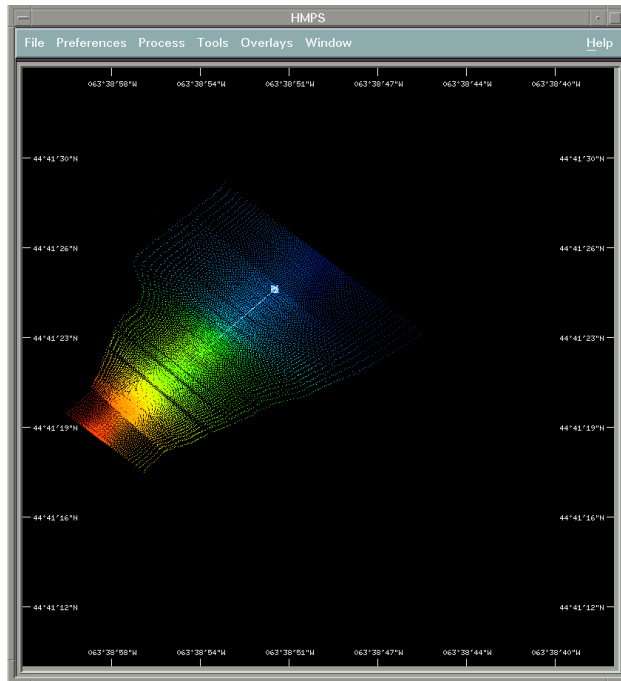 HMPS
File Preferences Process Tools Overlays Window Help
063°38'58"W 063°38'54"W 063°38'51"W 063°38'47"W 063°38'44"W 063°38'40"W
44°41'30"N 44°41'30"N
44°41'26"N 44°41'26"N
44°41'23"N 44°41'23"N
44°41'19"N 44°41'19"N
44°41'16"N 44°41'16"N
44°41'12"N 44°41'12"N
063°38'58"W 063°38'54"W 063°38'51"W 063°38'47"W 063°38'44"W 063°38'40"W